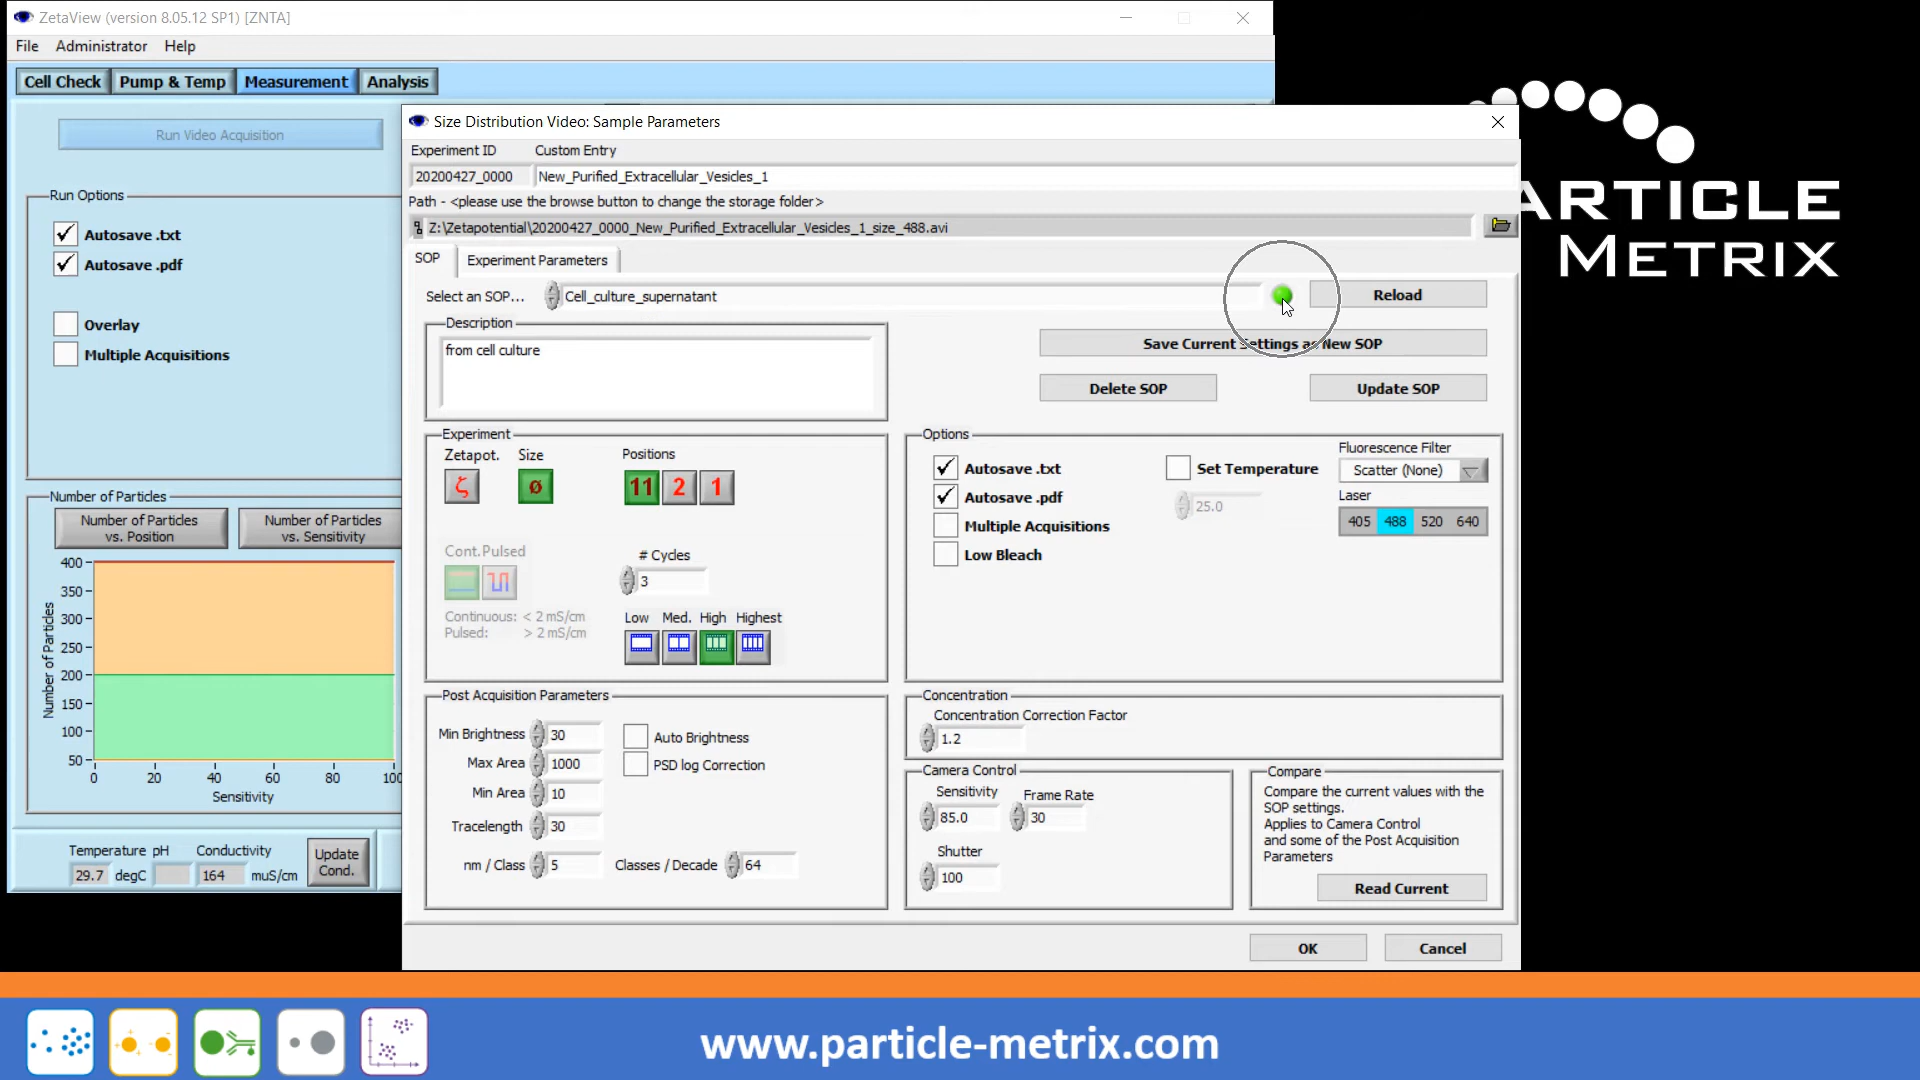 ZetaView (version 8.05.12 SP1) [ZNTA]
File Administrator Help
Cell Check Pump & Temp Measurement Analysis
Run Video Acquisition
Run Options
Autosave .txt
Autosave .pdf
Overlay
Multiple Acquisitions
Number of Particles
Number of Particles
vs. Position
Number of Particles
vs. Sensitivity
Number of Particles
400
350
300
250
200
150
100
50
0 20 40 60 80 100
Sensitivity
Temperature pH Conductivity
29.7 degC 164 muS/cm
Update
Cond.
Size Distribution Video: Sample Parameters
Experiment ID Custom Entry
20200427_0000 New_Purified_Extracellular_Vesicles_1
Path - <please use the browse button to change the storage folder>
Z:\Zetapotential\20200427_0000_New_Purified_Extracellular_Vesicles_1_size_488.avi
SOP Experiment Parameters
Select an SOP... Cell_culture_supernatant
Reload
Description
from cell culture
Save Current Settings as New SOP
Delete SOP Update SOP
Experiment
Zetapot. Size Positions
ζ ø 11 2 1
Cont. Pulsed
# Cycles
3
Continuous: < 2 mS/cm
Pulsed: > 2 mS/cm
Low Med. High Highest
Options
Autosave .txt
Autosave .pdf
Multiple Acquisitions
Low Bleach
Set Temperature
25.0
Fluorescence Filter
Scatter (None)
Laser
405 488 520 640
Post Acquisition Parameters
Min Brightness 30
Max Area 1000
Min Area 10
Tracelength 30
nm / Class 5
Auto Brightness
PSD log Correction
Classes / Decade 64
Concentration
Concentration Correction Factor
1.2
Camera Control
Sensitivity Frame Rate
85.0 30
Shutter
100
Compare
Compare the current values with the
SOP settings.
Applies to Camera Control
and some of the Post Acquisition
Parameters
Read Current
OK Cancel
ARTICLE
METRIX
www.particle-metrix.com